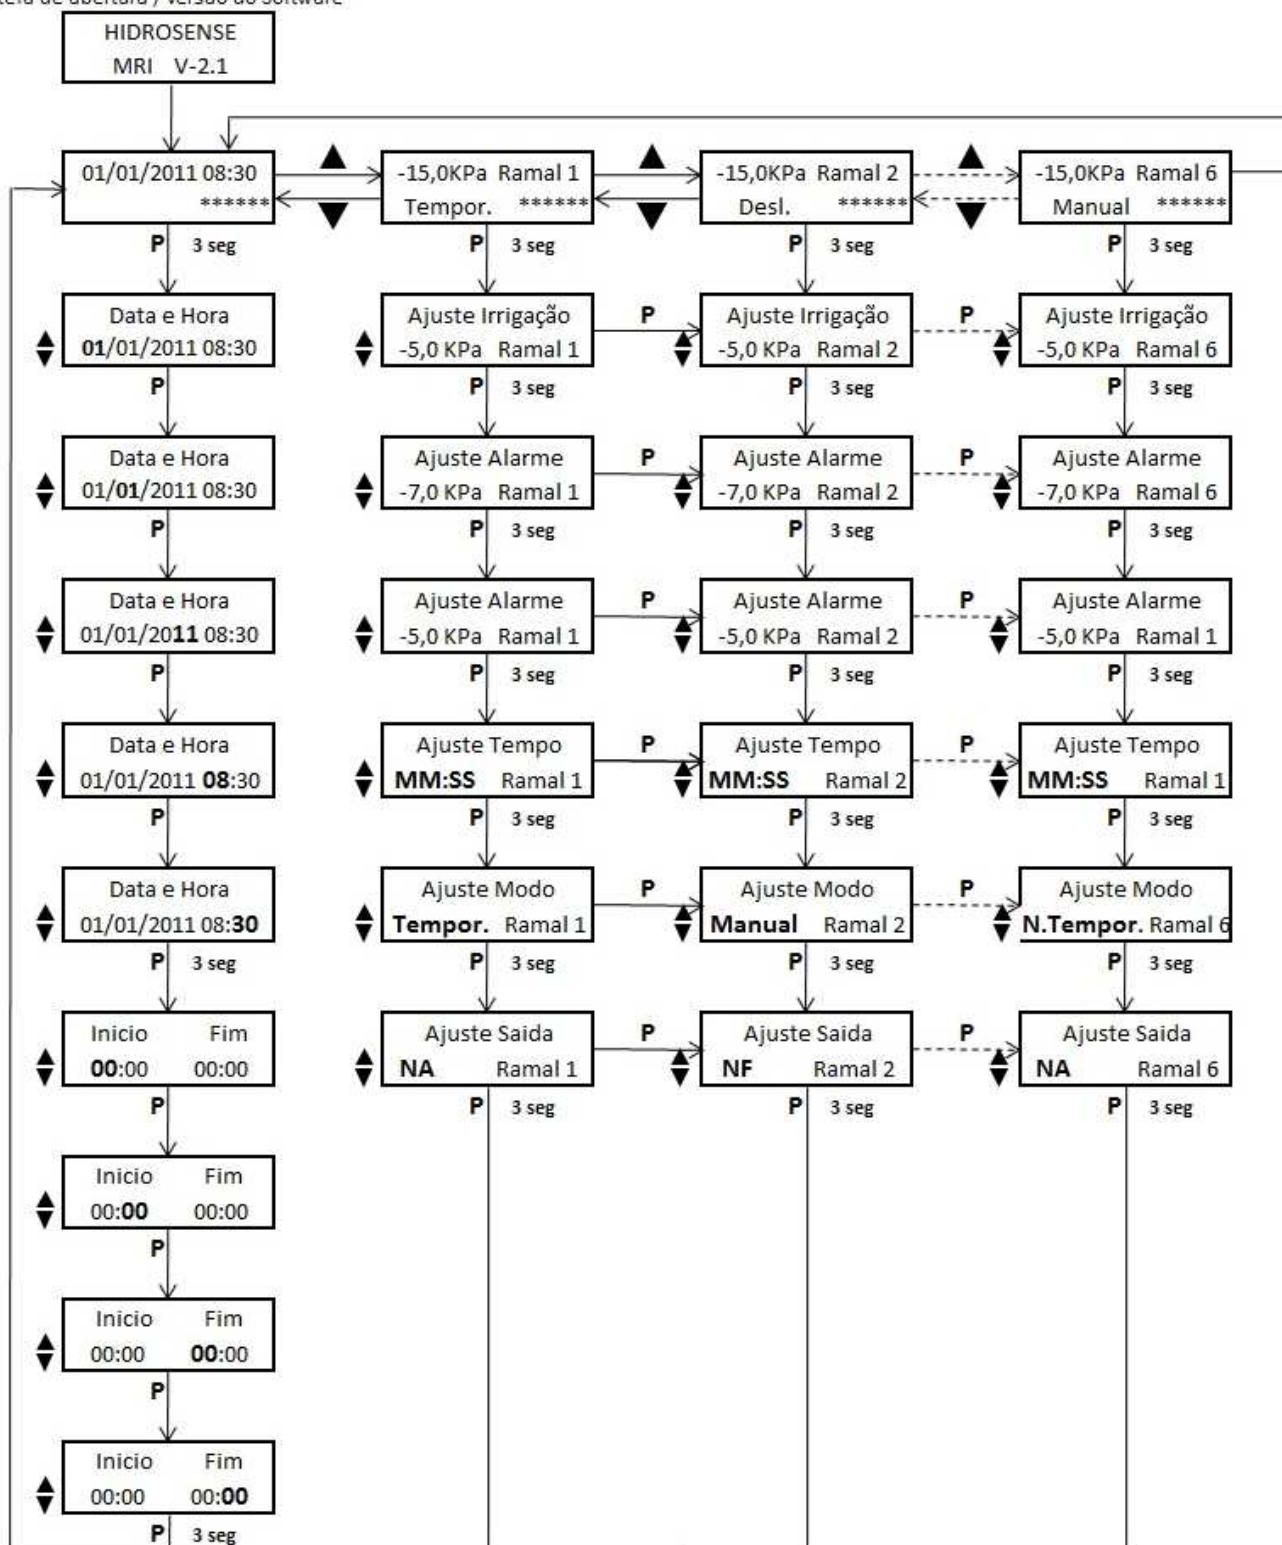 tela de abertura / versão do software
HIDROSENSE
MRI V-2.1
01/01/2011 08:30
******
-15,0KPa Ramal 1
Tempor. ******
-15,0KPa Ramal 2
Desl. ******
-15,0KPa Ramal 6
Manual ******
P 3 seg
P 3 seg
P 3 seg
P 3 seg
Data e Hora
01/01/2011 08:30
Ajuste Irrigação
-5,0 KPa Ramal 1
P
Ajuste Irrigação
-5,0 KPa Ramal 2
P
Ajuste Irrigação
-5,0 KPa Ramal 6
P
P 3 seg
P 3 seg
P 3 seg
Data e Hora
01/01/2011 08:30
Ajuste Alarme
-7,0 KPa Ramal 1
P
Ajuste Alarme
-7,0 KPa Ramal 2
P
Ajuste Alarme
-7,0 KPa Ramal 6
P
P 3 seg
P 3 seg
P 3 seg
Data e Hora
01/01/2011 08:30
Ajuste Alarme
-5,0 KPa Ramal 1
P
Ajuste Alarme
-5,0 KPa Ramal 2
P
Ajuste Alarme
-5,0 KPa Ramal 1
P
P 3 seg
P 3 seg
P 3 seg
Data e Hora
01/01/2011 08:30
Ajuste Tempo
MM:SS Ramal 1
P
Ajuste Tempo
MM:SS Ramal 2
P
Ajuste Tempo
MM:SS Ramal 1
P
P 3 seg
P 3 seg
P 3 seg
Data e Hora
01/01/2011 08:30
Ajuste Modo
Tempor. Ramal 1
P
Ajuste Modo
Manual Ramal 2
P
Ajuste Modo
N.Tempor. Ramal 6
P 3 seg
P 3 seg
P 3 seg
P 3 seg
Inicio Fim
00:00 00:00
Ajuste Saida
NA Ramal 1
P
Ajuste Saida
NF Ramal 2
P
Ajuste Saida
NA Ramal 6
P
P 3 seg
P 3 seg
P 3 seg
Inicio Fim
00:00 00:00
P
Inicio Fim
00:00 00:00
P
Inicio Fim
00:00 00:00
P 3 seg